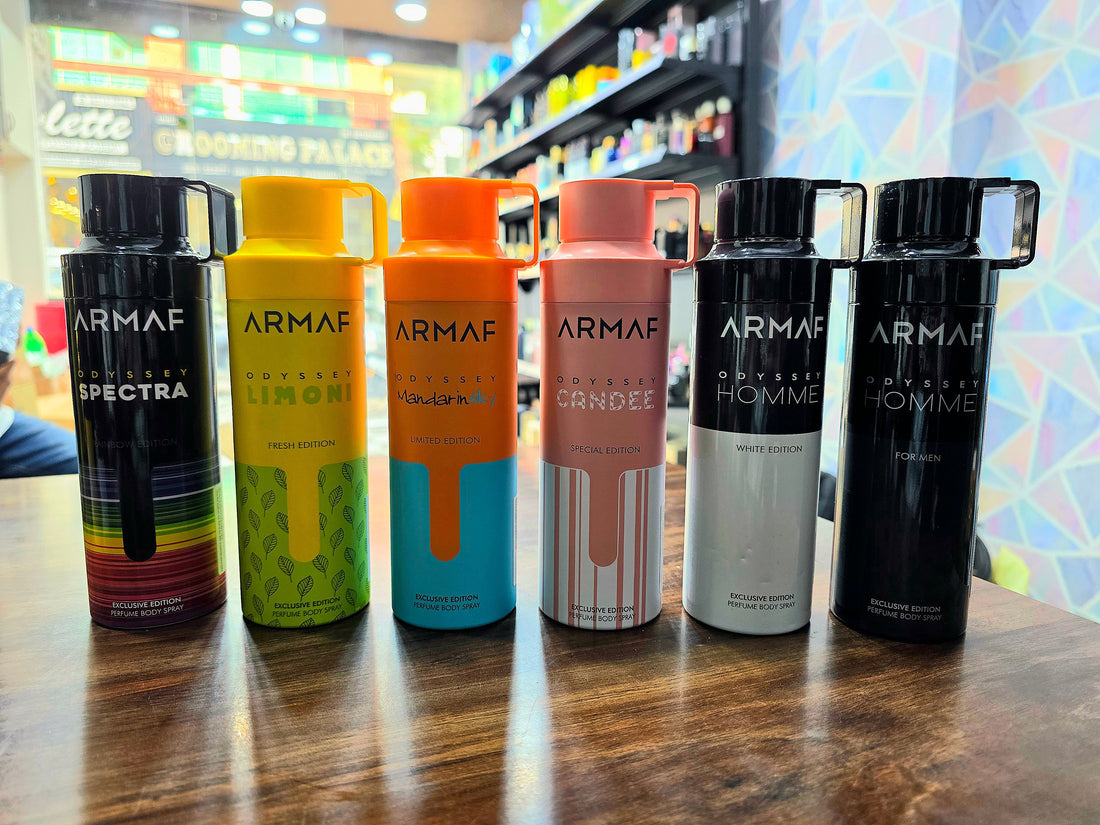 lette
GROOMING PALACE
ARMAF
ODYSSEY
SPECTRA
RAINBOW EDITION
EXCLUSIVE EDITION
PERFUME BODY SPRAY
ARMAF
ODYSSEY
LIMONI
FRESH EDITION
EXCLUSIVE EDITION
PERFUME BODY SPRAY
ARMAF
ODYSSEY
Mandarinsky
LIMITED EDITION
EXCLUSIVE EDITION
PERFUME BODY SPRAY
ARMAF
ODYSSEY
CANDEE
SPECIAL EDITION
EXCLUSIVE EDITION
PERFUME BODY SPRAY
ARMAF
ODYSSEY
HOMME
WHITE EDITION
EXCLUSIVE EDITION
PERFUME BODY SPRAY
ARMAF
ODYSSEY
HOMME
FOR MEN
EXCLUSIVE EDITION
PERFUME BODY SPRAY